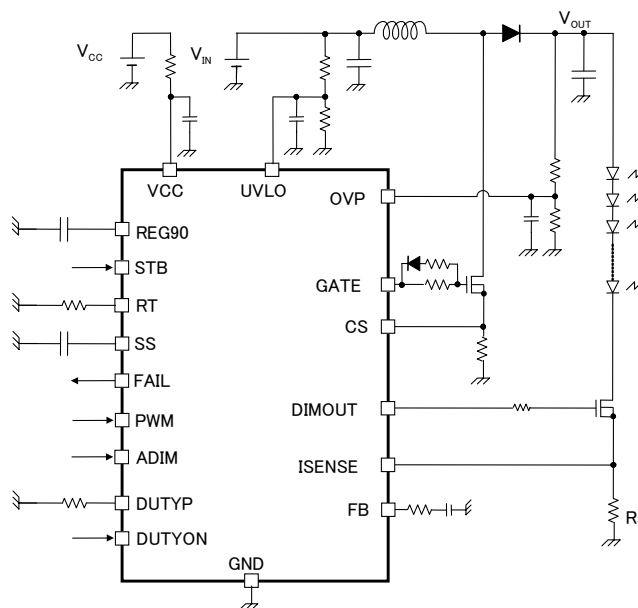 VCC
VIN
VOUT
VCC
UVLO
OVP
REG90
STB
GATE
RT
CS
SS
FAIL
DIMOUT
PWM
ADIM
ISENSE
DUTYP
FB
R
DUTYON
GND